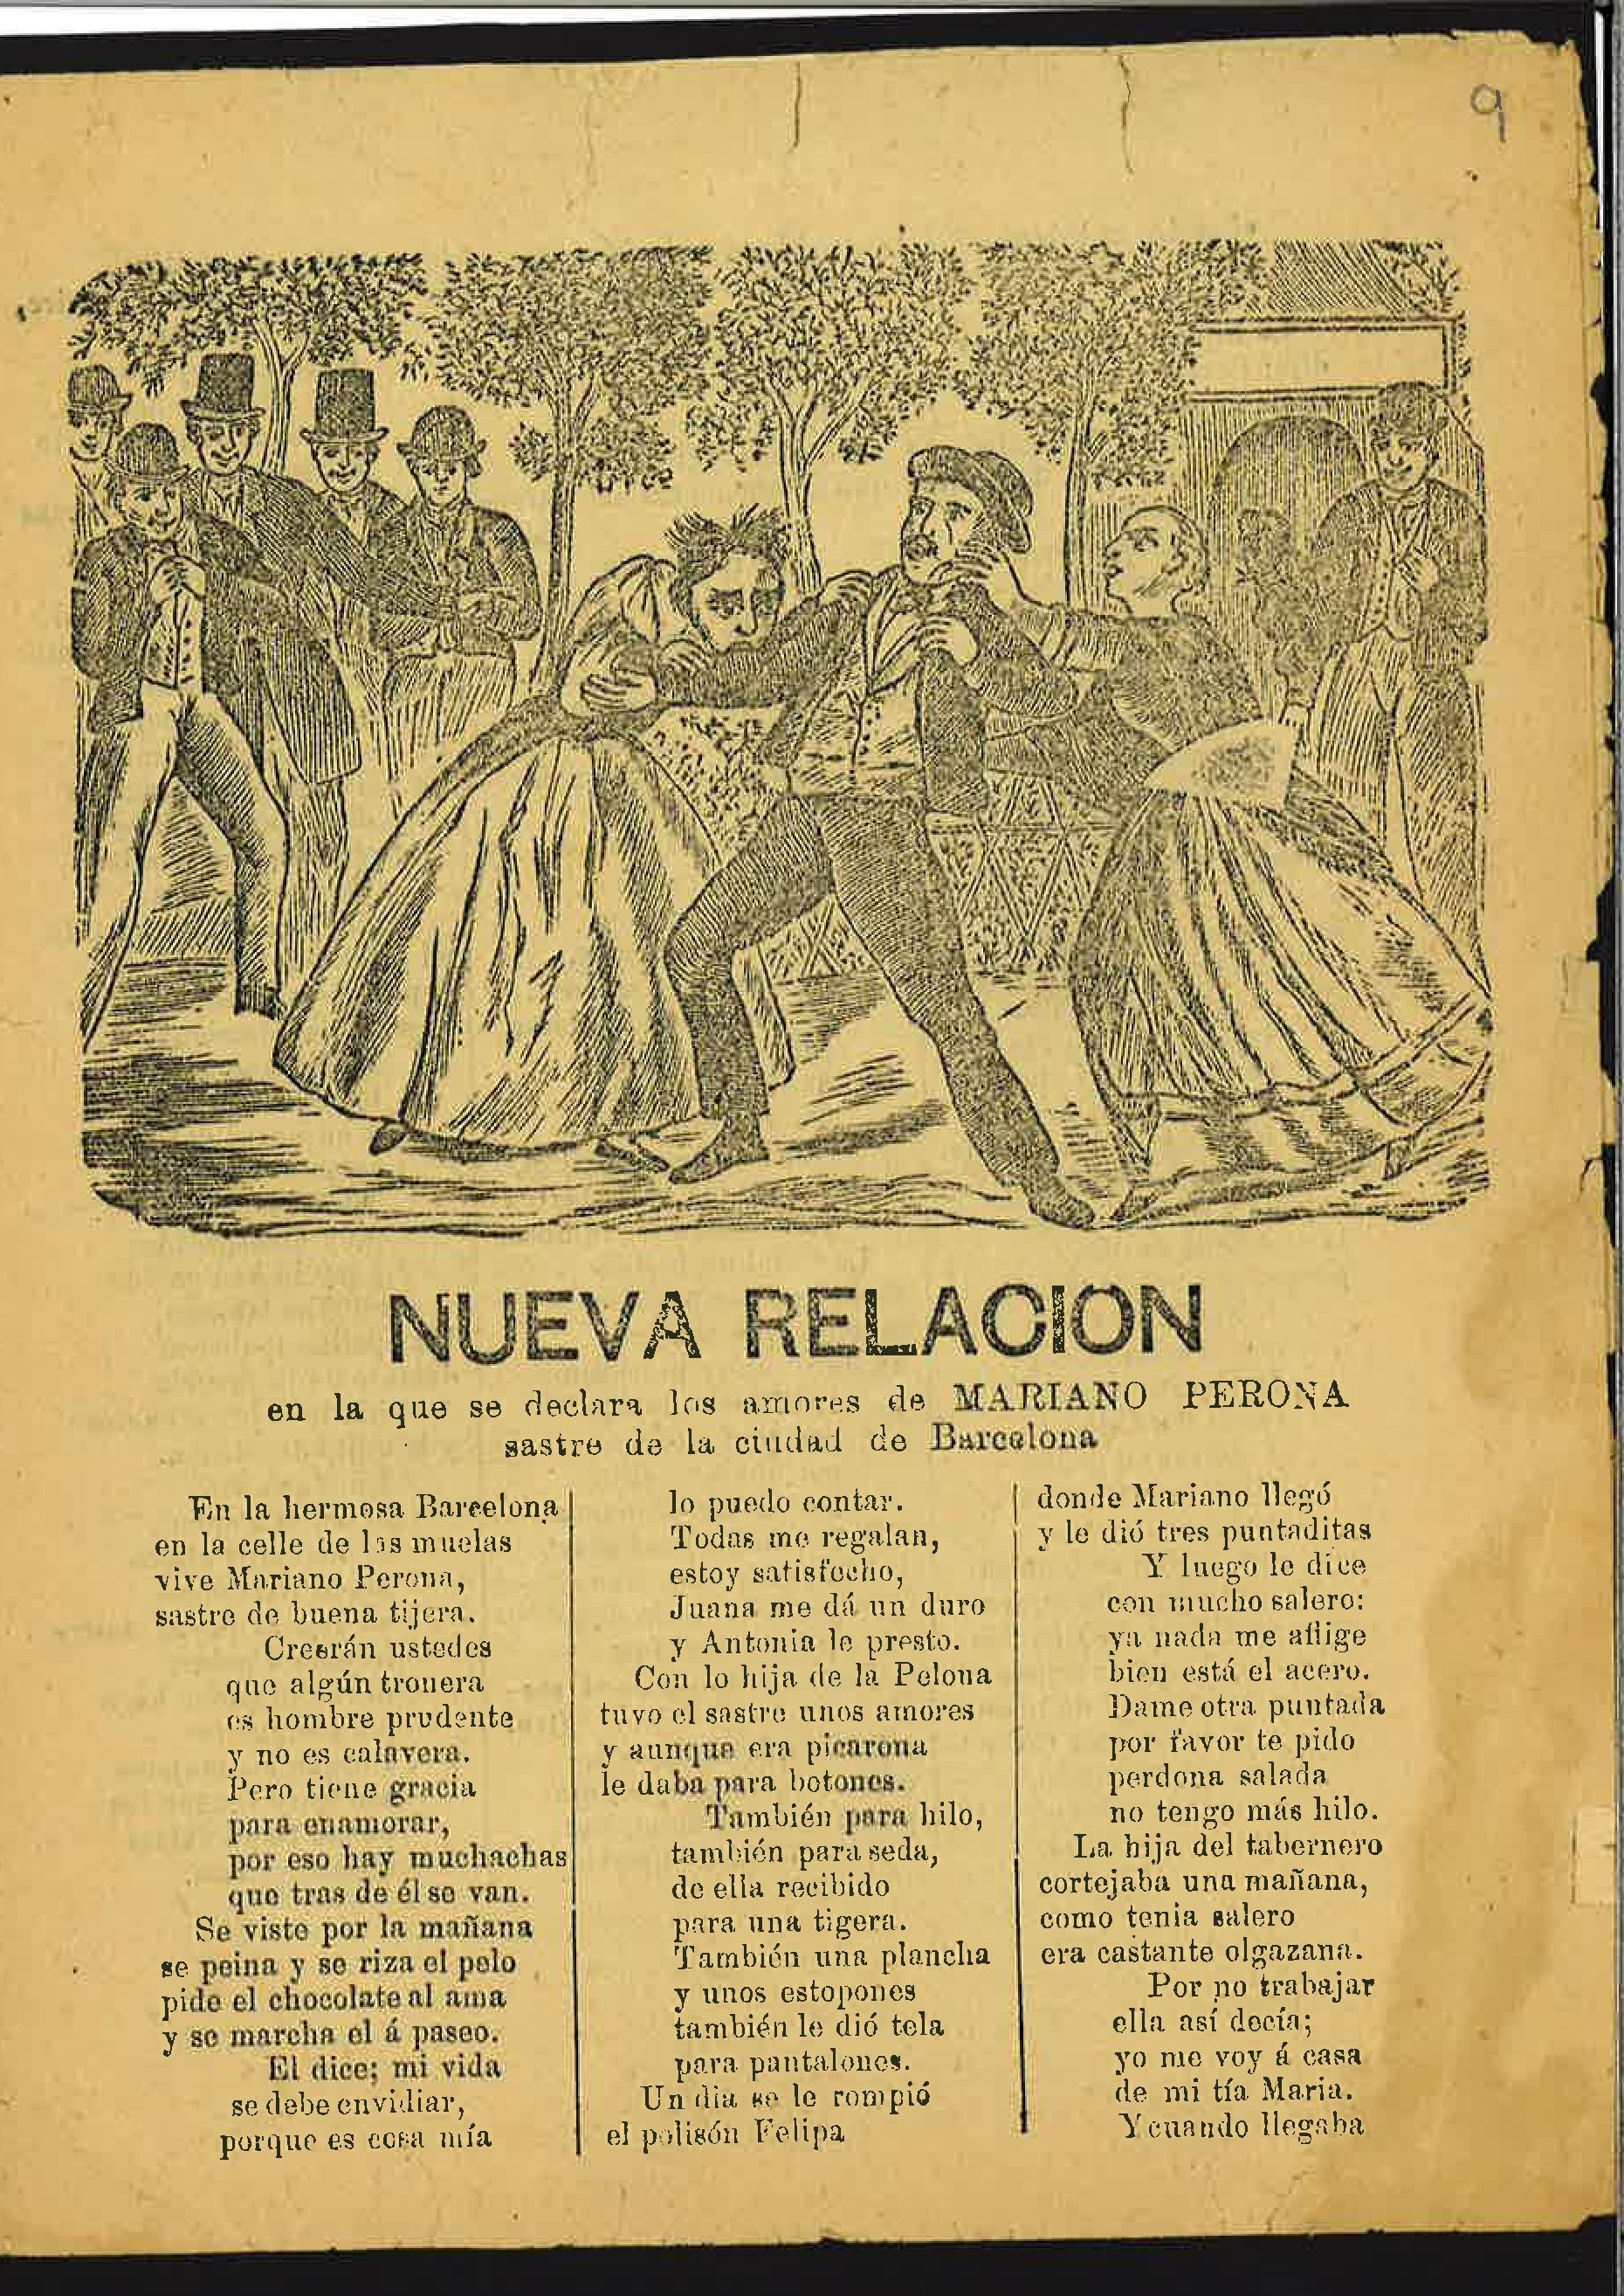 9
NUEVA RELACION
en la que se declara los amores de MARIANO PERONA
sastre de la ciudad de Barcelona
En la hermosa Barcelona
en la celle de las muelas
vive Mariano Perona,
sastre de buena tijera.
Creerán ustedes
que algún tronera
es hombre prudente
y no es calavera.
Pero tiene gracia
para enamorar,
por eso hay muchachas
que tras de él se van.
Se viste por la mañana
se peina y se riza el pelo
pide el chocolate al ama
y se marcha el á paseo.
El dice; mi vida
se debe envidiar,
porque es cosa mía
lo puedo contar.
Todas me regalan,
estoy satisfecho,
Juana me dá un duro
y Antonia le presto.
Con lo hija de la Pelona
tuvo el sastre unos amores
y aunque era picarona
le daba para botones.
También para hilo,
también para seda,
de ella recibido
para una tigera.
También una plancha
y unos estopones
también le dió tela
para pantalones.
Un dia se le rompió
el polisón Felipa
donde Mariano llegó
y le dió tres puntaditas
Y luego le dice
con mucho salero:
ya nada me aflige
bien está el acero.
Dame otra puntada
por favor te pido
perdona salada
no tengo más hilo.
La hija del tabernero
cortejaba una mañana,
como tenia salero
era castante olgazana.
Por no trabajar
ella así decía;
yo me voy á casa
de mi tía Maria.
Y cuando llegaba